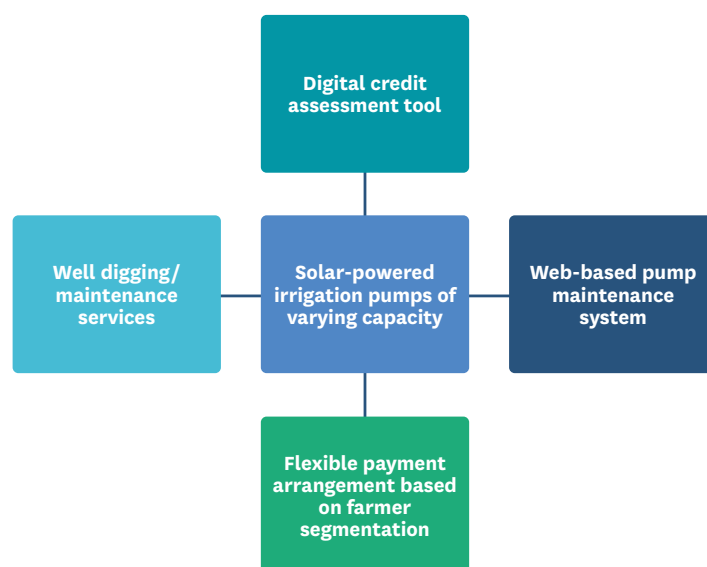 Digital credit
assessment tool
Well digging/
maintenance
services
Solar-powered
irrigation pumps of
varying capacity
Web-based pump
maintenance
system
Flexible payment
arrangement based
on farmer
segmentation